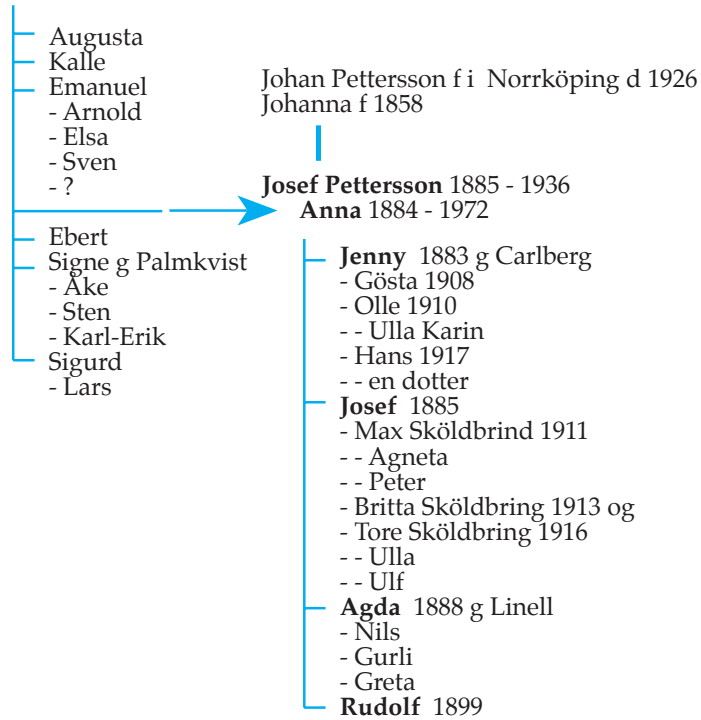 Augusta
Kalle
Emanuel
- Arnold
- Elsa
- Sven
- ?
Ebert
Signe g Palmkvist
- Åke
- Sten
- Karl-Erik
Sigurd
- Lars
Johan Pettersson f i Norrköping d 1926
Johanna f 1858
Josef Pettersson 1885 - 1936
Anna 1884 - 1972
Jenny 1883 g Carlberg
- Gösta 1908
- Olle 1910
- - Ulla Karin
- Hans 1917
- - en dotter
Josef 1885
- Max Sköldbrind 1911
- - Agneta
- - Peter
- Britta Sköldbring 1913 og
- Tore Sköldbring 1916
- - Ulla
- - Ulf
Agda 1888 g Linell
- Nils
- Gurli
- Greta
Rudolf 1899